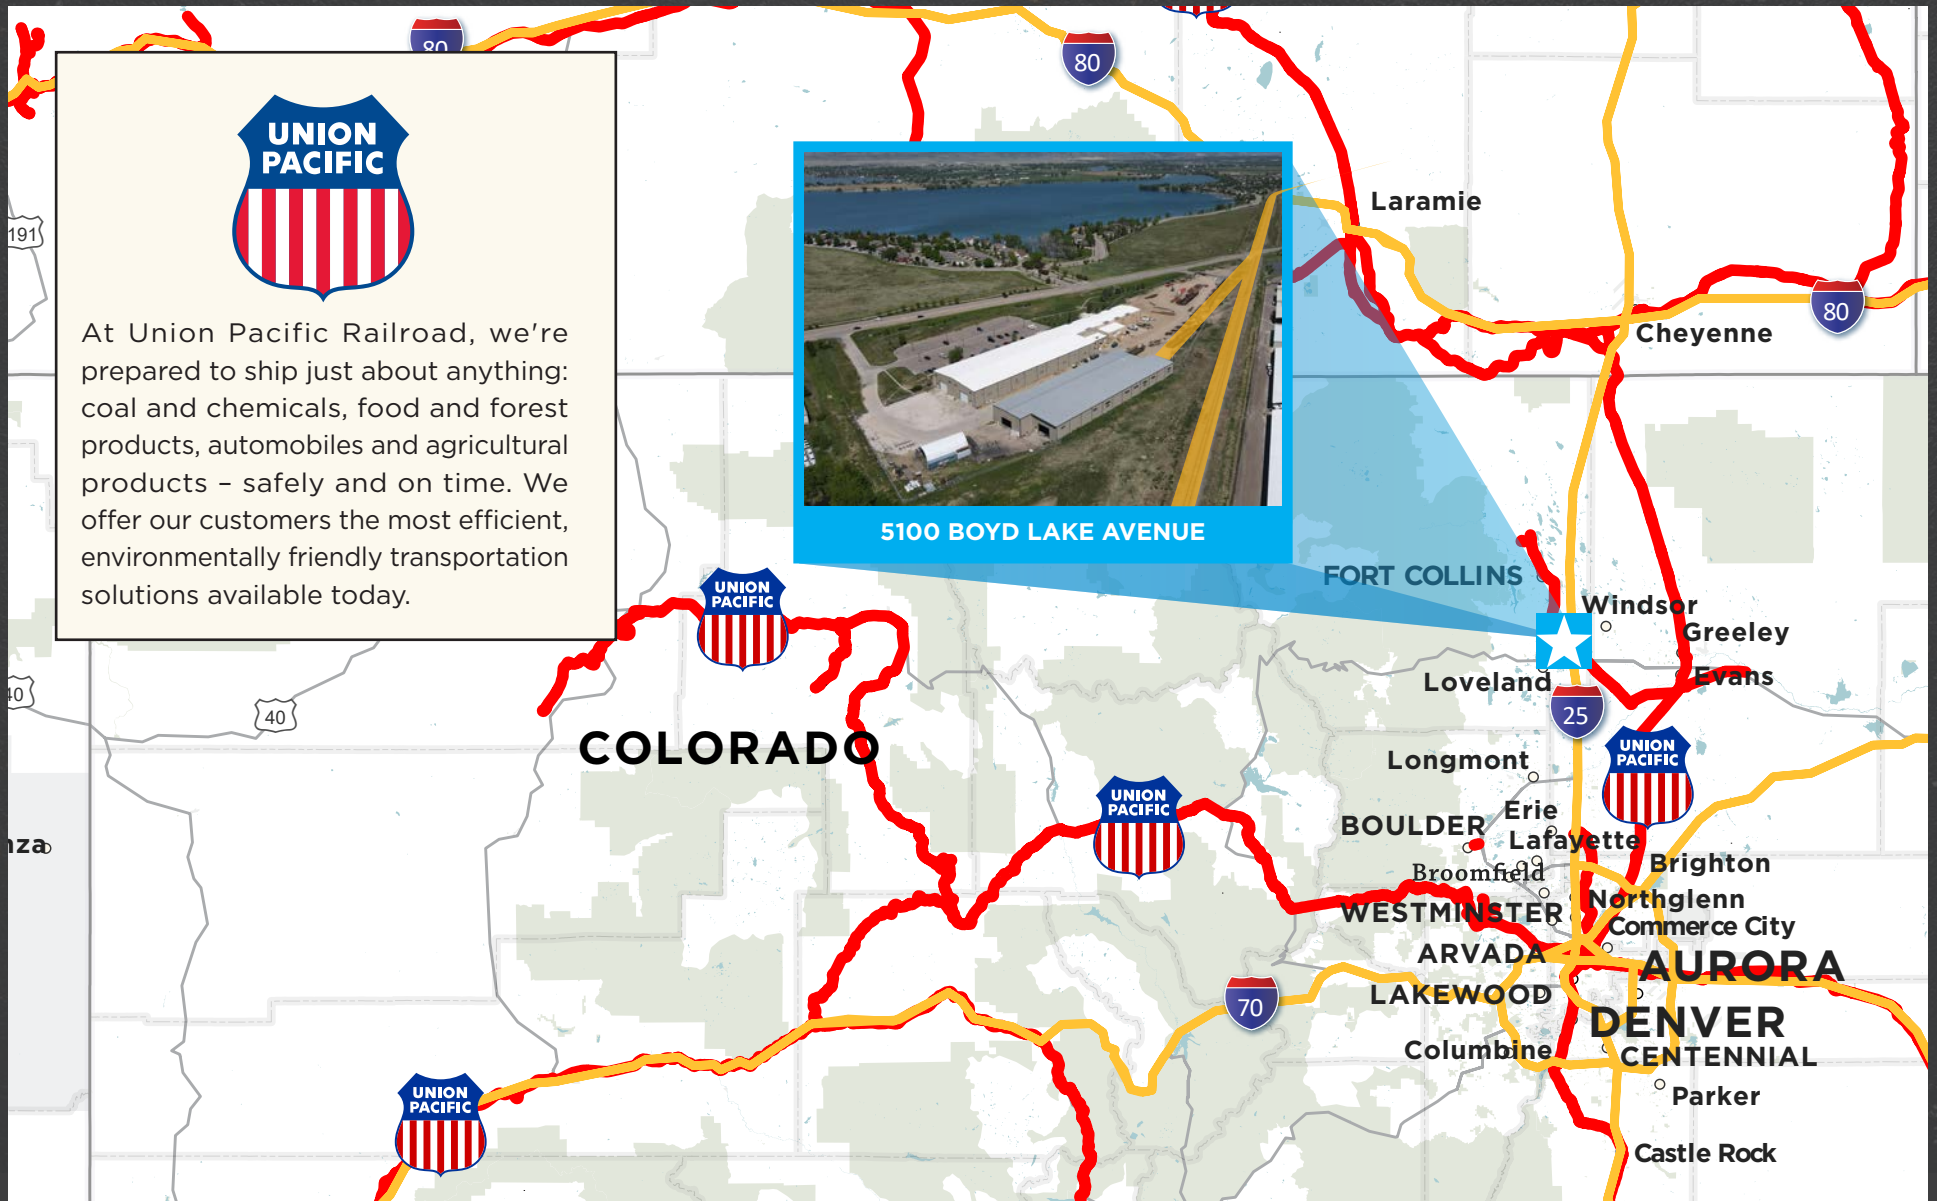 80
80
UNION
PACIFIC
At Union Pacific Railroad, we're
prepared to ship just about anything:
coal and chemicals, food and forest
products, automobiles and agricultural
products – safely and on time. We
offer our customers the most efficient,
environmentally friendly transportation
solutions available today.
191
Laramie
80
Cheyenne
5100 BOYD LAKE AVENUE
FORT COLLINS
Windsor
Greeley
Loveland
Evans
UNION
PACIFIC
40
40
25
COLORADO
UNION
PACIFIC
Longmont
UNION
PACIFIC
Erie
BOULDER
Lafayette
Broomfield
Brighton
WESTMINSTER
Northglenn
Commerce City
ARVADA
AURORA
LAKEWOOD
70
DENVER
Columbine
CENTENNIAL
UNION
PACIFIC
Parker
Castle Rock